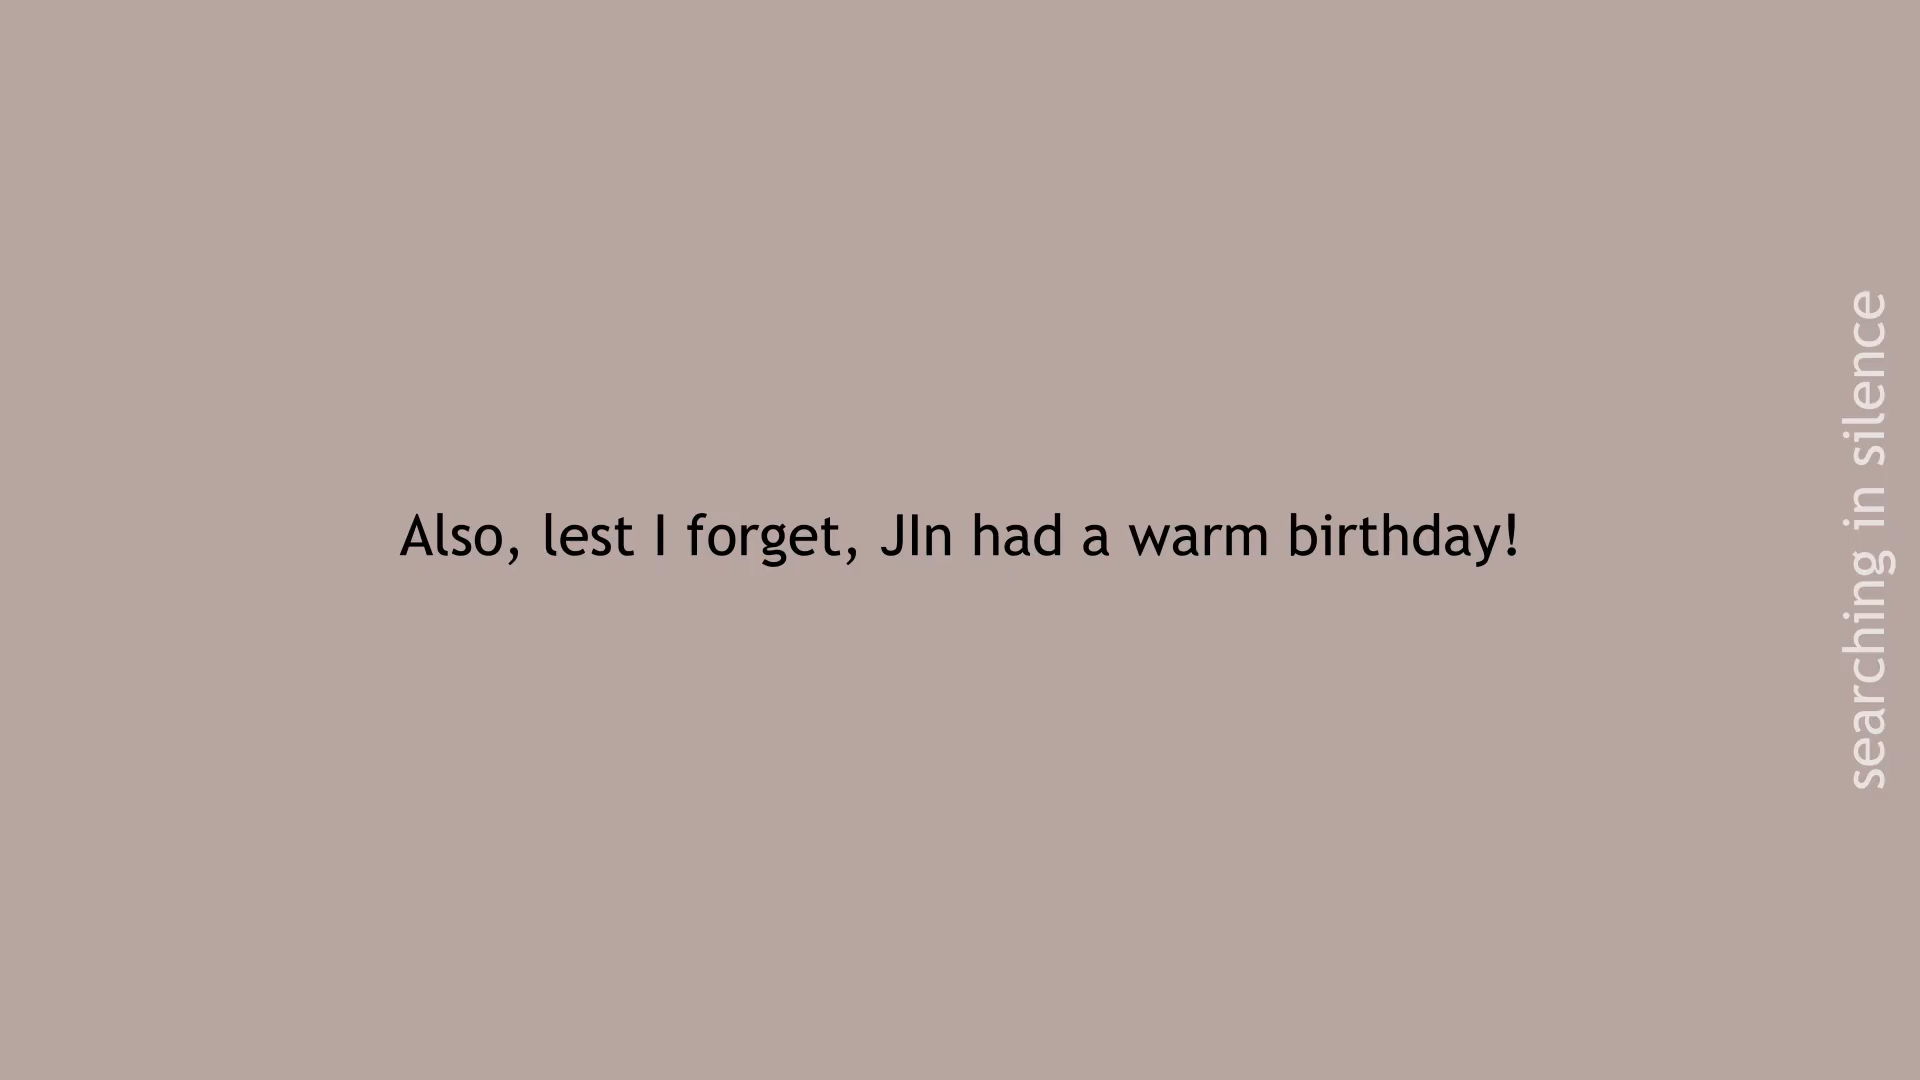 Also, lest I forget, JIn had a warm birthday!
searching in silence